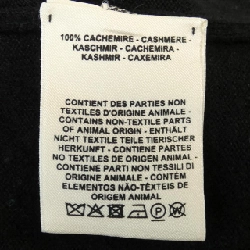 100% CACHEMIRE - CASHMERE -
KASCHMIR - CACHEMIRA -
KASHMIR - CAXEMIRA
CONTIENT DES PARTIES NON
TEXTILES D'ORIGINE ANIMALE -
CONTAINS NON-TEXTILE PARTS
OF ANIMAL ORIGIN - ENTHÄLT
NICHT TEXTILE TEILE TIERISCHER
HERKUNFT - CONTIENE PARTES
NO TEXTILES DE ORIGEN ANIMAL
- CONTIENE PARTI NON TESSILI DI
ORIGINE ANIMALE - CONTEM
ELEMENTOS NÃO-TÊXTEIS DE
ORIGEM ANIMAL
P W